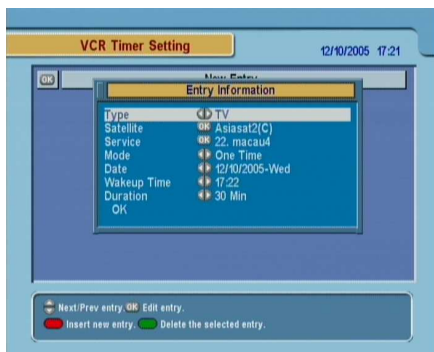 VCR Timer Setting
12/10/2005 17:21
OK New Entry
Entry Information
Type TV
Satellite OK Asiasat2(C)
Service OK 22. macau4
Mode One Time
Date 12/10/2005-Wed
Wakeup Time 17:22
Duration 30 Min
OK
Next/Prev entry. OK Edit entry.
Insert new entry. Delete the selected entry.